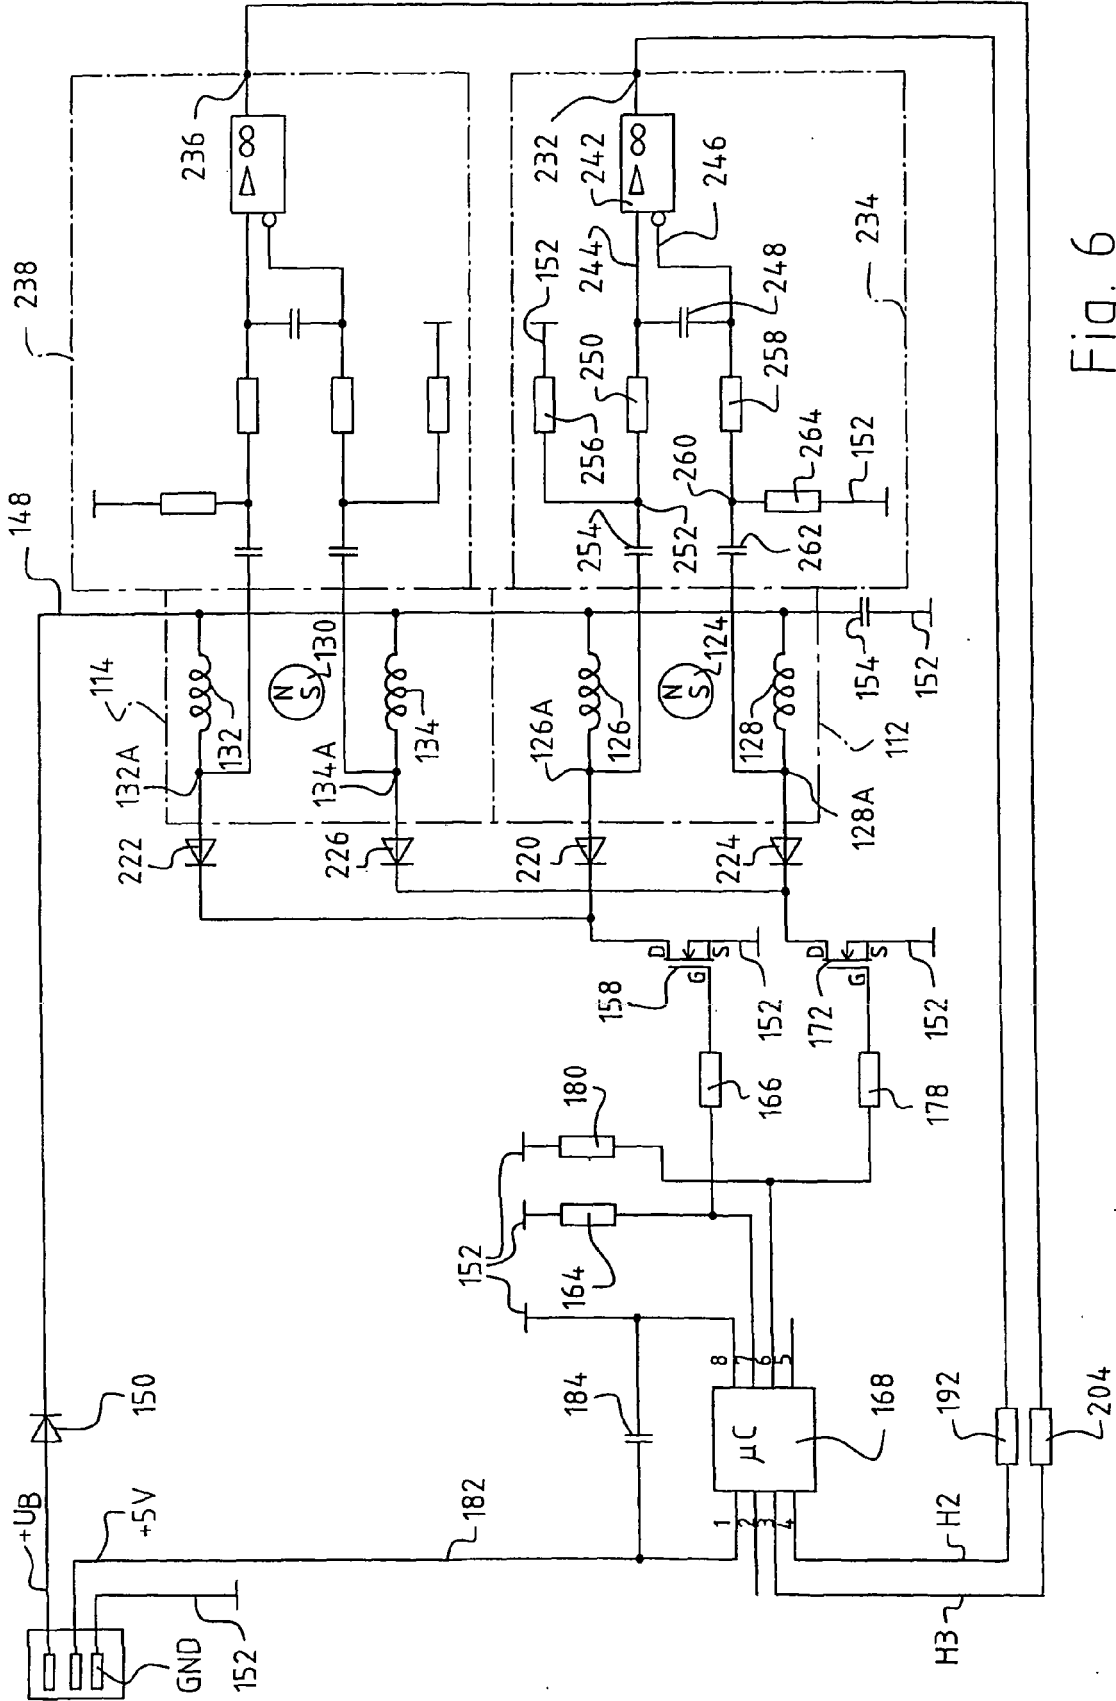 +UB
+5V
GND
152
150
182
184
152
180
164
166
178
µC
1
2
3
4
8
7
6
5
168
H2
H3
192
204
158
D
G
S
152
172
D
G
S
152
222
226
220
224
132A
134A
126A
128A
114
132
N
S
130
134
126
N
S
124
128
112
148
154
152
238
236
▷ ∞
232
242
▷ ∞
244
246
152
248
250
256
258
260
252
254
262
264
152
234
Fig. 6